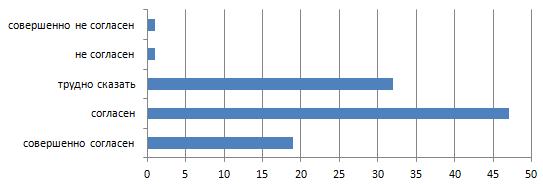 совершенно не согласен
не согласен
трудно сказать
согласен
совершенно согласен
0 5 10 15 20 25 30 35 40 45 50